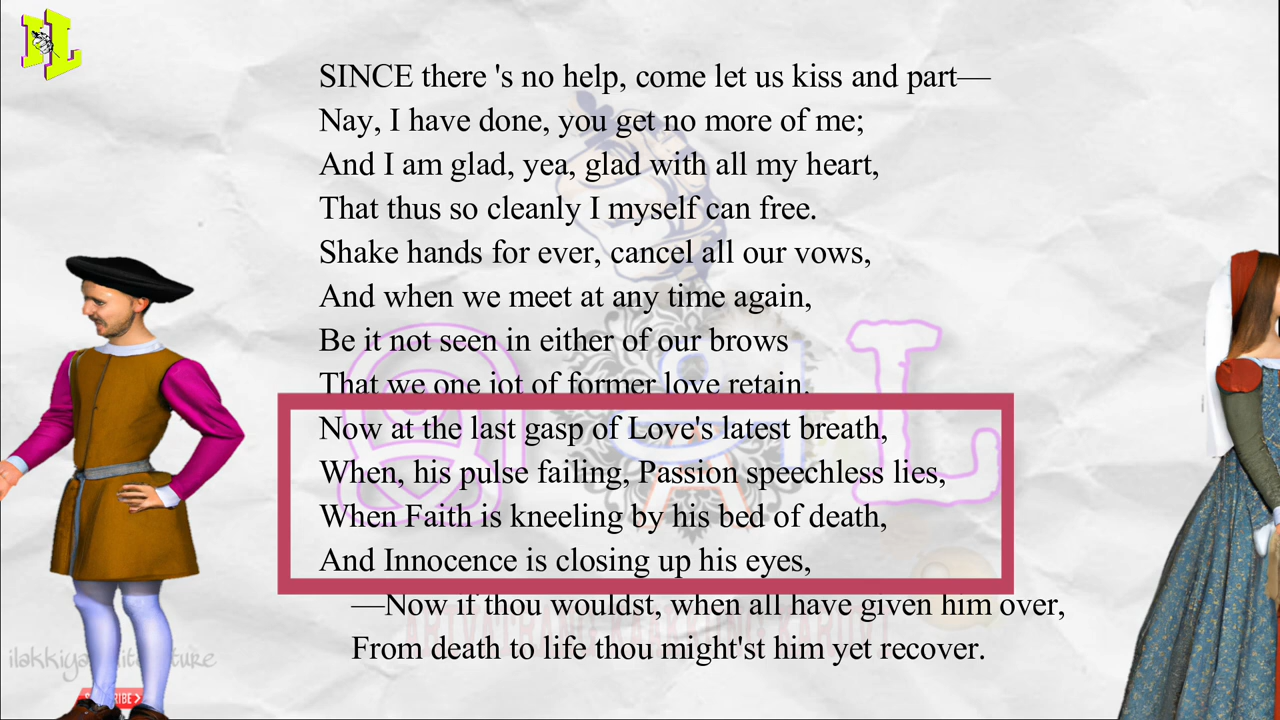 SINCE there 's no help, come let us kiss and part—
Nay, I have done, you get no more of me;
And I am glad, yea, glad with all my heart,
That thus so cleanly I myself can free.
Shake hands for ever, cancel all our vows,
And when we meet at any time again,
Be it not seen in either of our brows
That we one jot of former love retain.
Now at the last gasp of Love's latest breath,
When, his pulse failing, Passion speechless lies,
When Faith is kneeling by his bed of death,
And Innocence is closing up his eyes,
—Now if thou wouldst, when all have given him over,
From death to life thou might'st him yet recover.